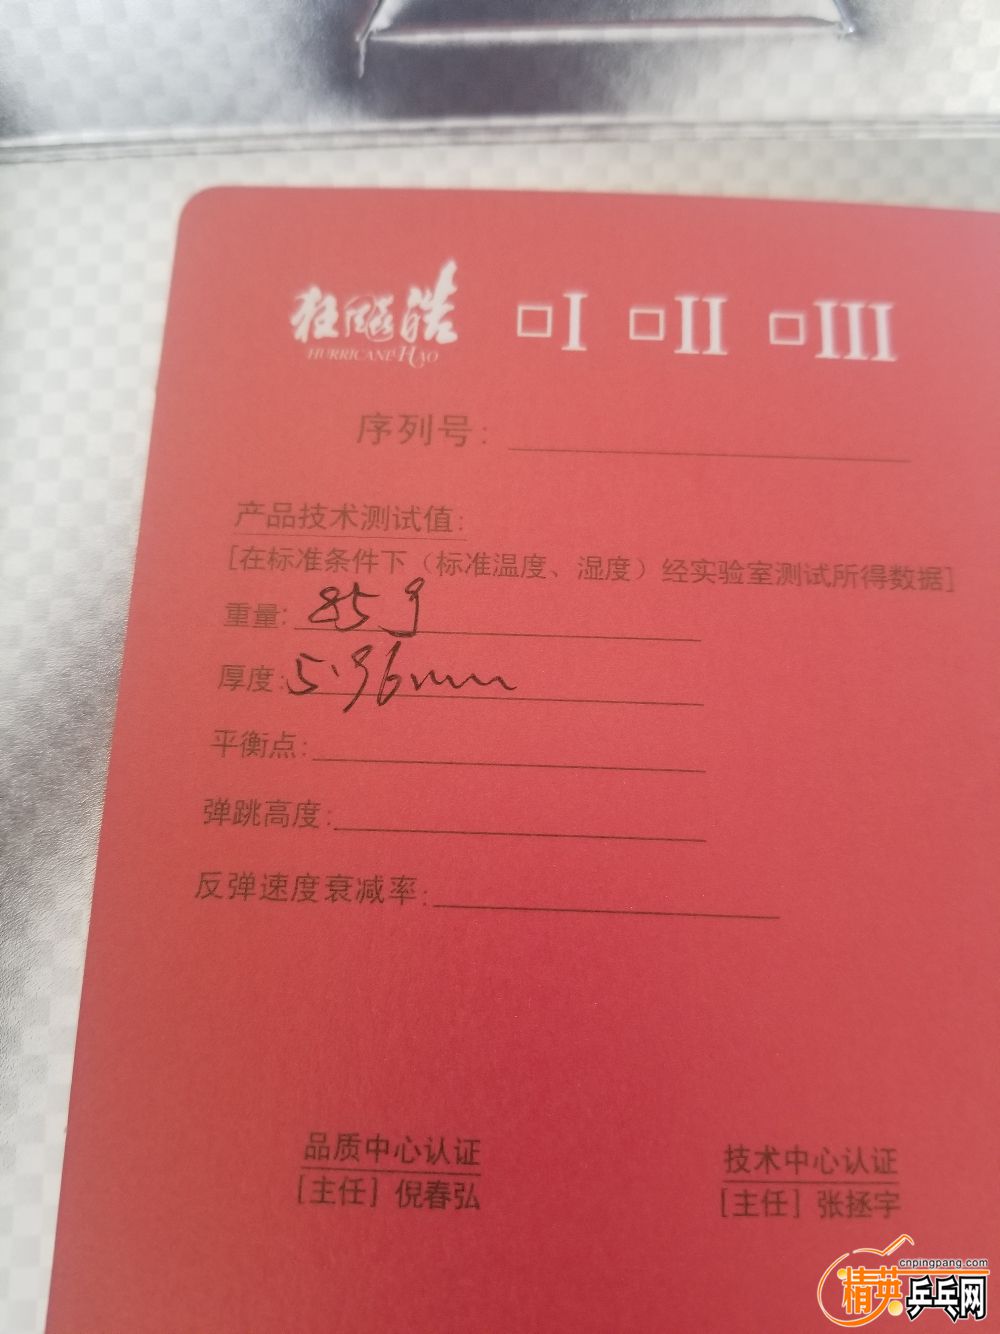 狂飚皓 □I □II □III
HURRICANE HAO
序列号:
产品技术测试值:
[在标准条件下（标准温度、湿度）经实验室测试所得数据]
重量: 85g
厚度: 5.96mm
平衡点:
弹跳高度:
反弹速度衰减率:
品质中心认证 技术中心认证
[主任] 倪春弘 [主任] 张拯宇
cnpingpang.com
精英乒乓网